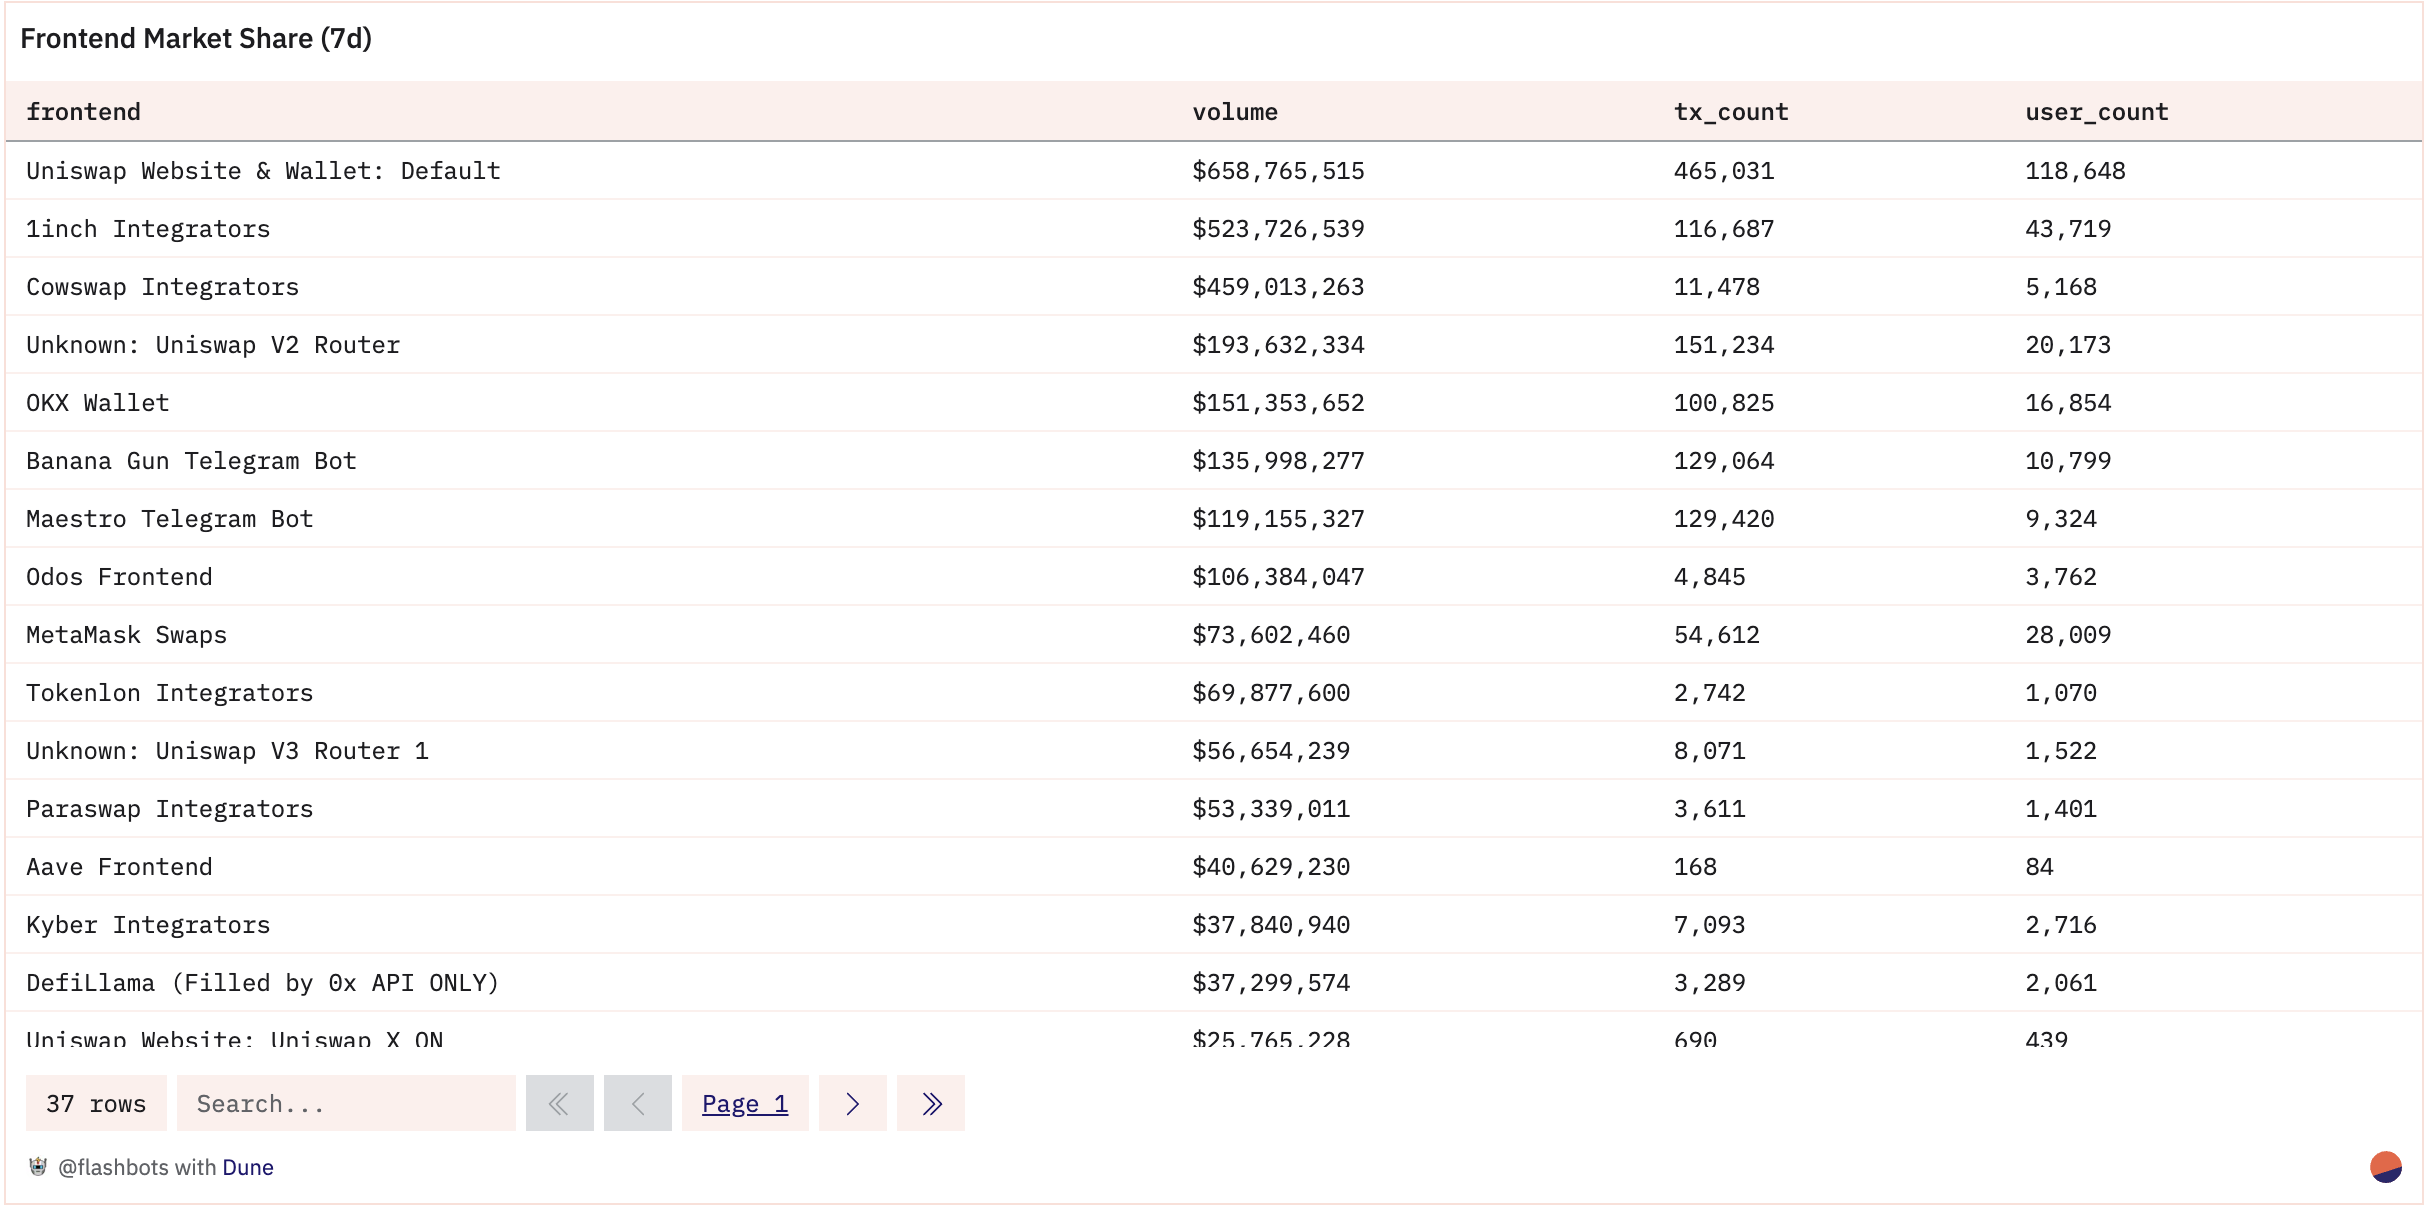 Frontend Market Share (7d)
frontend volume tx_count user_count
Uniswap Website & Wallet: Default $658,765,515 465,031 118,648
1inch Integrators $523,726,539 116,687 43,719
Cowswap Integrators $459,013,263 11,478 5,168
Unknown: Uniswap V2 Router $193,632,334 151,234 20,173
OKX Wallet $151,353,652 100,825 16,854
Banana Gun Telegram Bot $135,998,277 129,064 10,799
Maestro Telegram Bot $119,155,327 129,420 9,324
Odos Frontend $106,384,047 4,845 3,762
MetaMask Swaps $73,602,460 54,612 28,009
Tokenlon Integrators $69,877,600 2,742 1,070
Unknown: Uniswap V3 Router 1 $56,654,239 8,071 1,522
Paraswap Integrators $53,339,011 3,611 1,401
Aave Frontend $40,629,230 168 84
Kyber Integrators $37,840,940 7,093 2,716
DefiLlama (Filled by 0x API ONLY) $37,299,574 3,289 2,061
Uniswap Website: Uniswap X ON $25,765,228 690 439
37 rows Search... Page 1
@flashbots with Dune